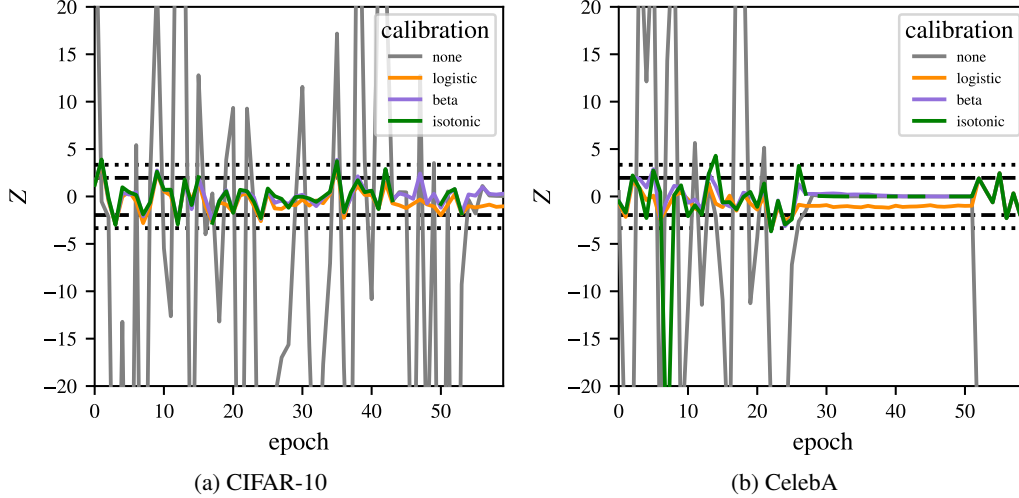 calibration
none
logistic
beta
isotonic
20
15
10
5
0
−5
−10
−15
−20
Z
0 10 20 30 40 50
epoch
(a) CIFAR-10
calibration
none
logistic
beta
isotonic
20
15
10
5
0
−5
−10
−15
−20
Z
0 10 20 30 40 50
epoch
(b) CelebA